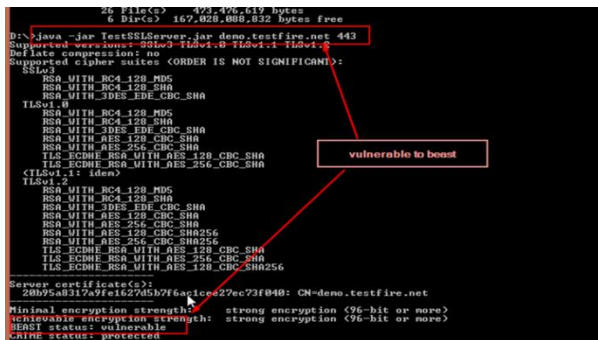 26 File(s) 473,476,619 bytes
6 Dir(s) 167,028,088,832 bytes free
D:\>java -jar TestSSLServer.jar demo.testfire.net 443
Supported versions: SSLv3 TLSv1.0 TLSv1.1 TLSv1.2
Deflate compression: no
Supported cipher suites (ORDER IS NOT SIGNIFICANT):
SSLv3
RSA_WITH_RC4_128_MD5
RSA_WITH_RC4_128_SHA
RSA_WITH_3DES_EDE_CBC_SHA
TLSv1.0
RSA_WITH_RC4_128_MD5
RSA_WITH_RC4_128_SHA
RSA_WITH_3DES_EDE_CBC_SHA
RSA_WITH_AES_128_CBC_SHA
RSA_WITH_AES_256_CBC_SHA
TLS_ECDHE_RSA_WITH_AES_128_CBC_SHA
TLS_ECDHE_RSA_WITH_AES_256_CBC_SHA
(TLSv1.1: idem)
TLSv1.2
RSA_WITH_RC4_128_MD5
RSA_WITH_RC4_128_SHA
RSA_WITH_3DES_EDE_CBC_SHA
RSA_WITH_AES_128_CBC_SHA
RSA_WITH_AES_256_CBC_SHA
RSA_WITH_AES_128_CBC_SHA256
RSA_WITH_AES_256_CBC_SHA256
TLS_ECDHE_RSA_WITH_AES_128_CBC_SHA
TLS_ECDHE_RSA_WITH_AES_256_CBC_SHA
TLS_ECDHE_RSA_WITH_AES_128_CBC_SHA256
vulnerable to beast
Server certificate(s):
20b95a8317a9fe1627d5b7f6ac1cee27ec73f040: CN=demo.testfire.net
Minimal encryption strength: strong encryption (96-bit or more)
Achievable encryption strength: strong encryption (96-bit or more)
BEAST status: vulnerable
CRIME status: protected